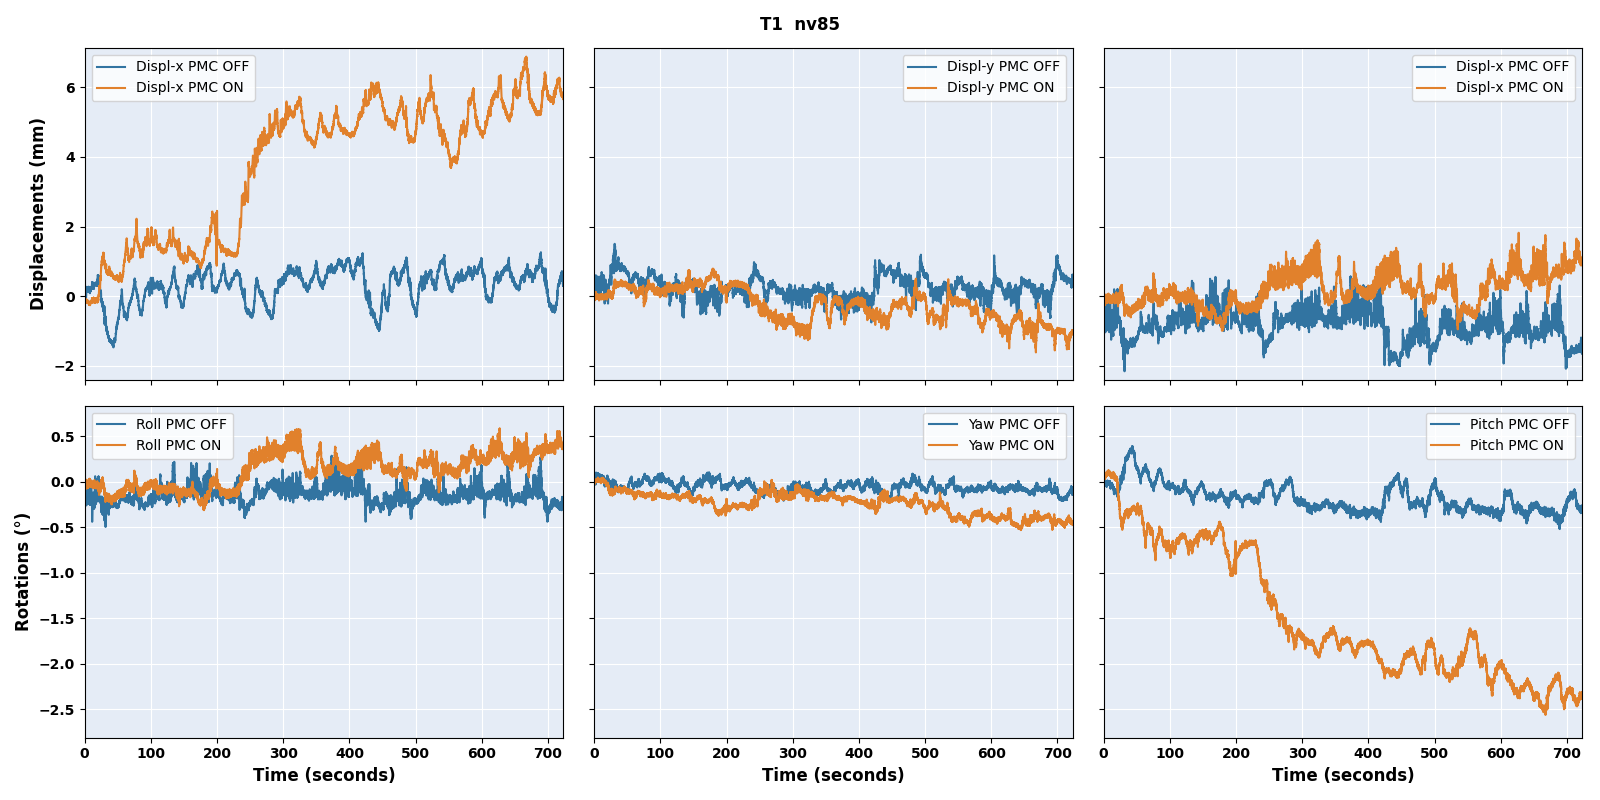 T1 nv85
Displ-x PMC OFF
Displ-x PMC ON
Displacements (mm)
6
4
2
0
−2
Displ-y PMC OFF
Displ-y PMC ON
Displ-x PMC OFF
Displ-x PMC ON
Roll PMC OFF
Roll PMC ON
Rotations (°)
0.5
0.0
−0.5
−1.0
−1.5
−2.0
−2.5
0 100 200 300 400 500 600 700
Time (seconds)
Yaw PMC OFF
Yaw PMC ON
0 100 200 300 400 500 600 700
Time (seconds)
Pitch PMC OFF
Pitch PMC ON
0 100 200 300 400 500 600 700
Time (seconds)